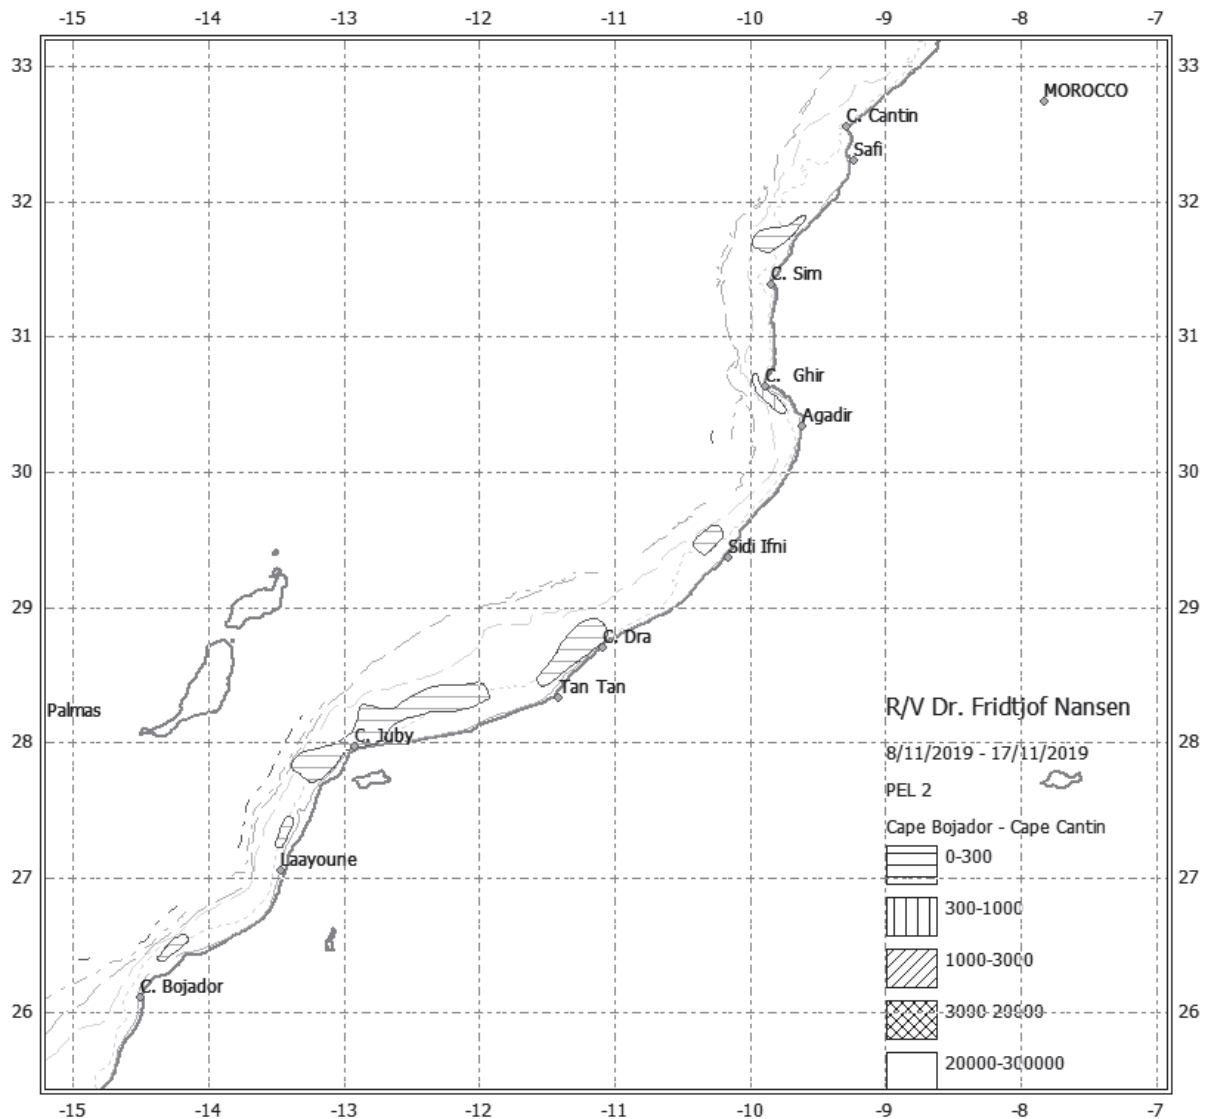 -15 -14 -13 -12 -11 -10 -9 -8 -7
33 33
MOROCCO
C. Cantin
Safi
32 32
C. Sim
31 31
C. Ghir
Agadir
30 30
Sidi Ifni
29 29
C. Dra
Tan Tan
Palmas
R/V Dr. Fridtjof Nansen
C. Juby
28 28
8/11/2019 - 17/11/2019
PEL 2
Cape Bojador - Cape Cantin
0-300
Laayoune
27 27
300-1000
1000-3000
C. Bojador
26 26
3000-20000
20000-300000
-15 -14 -13 -12 -11 -10 -9 -8 -7